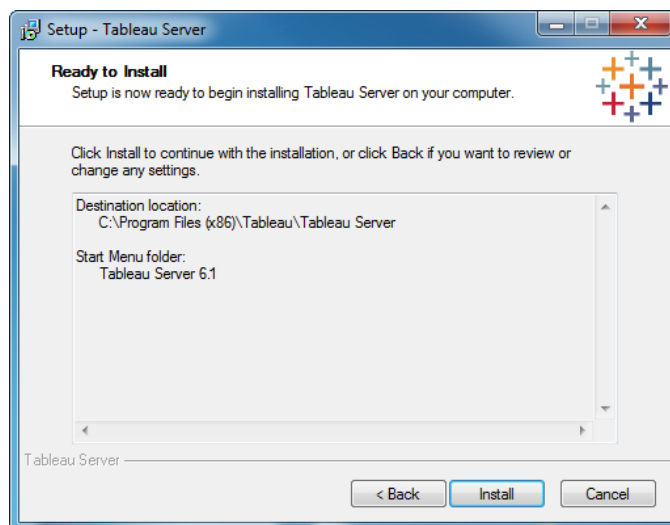 Setup - Tableau Server
Ready to Install
Setup is now ready to begin installing Tableau Server on your computer.
Click Install to continue with the installation, or click Back if you want to review or
change any settings.
Destination location:
C:\Program Files (x86)\Tableau\Tableau Server
Start Menu folder:
Tableau Server 6.1
Tableau Server
< Back
Install
Cancel